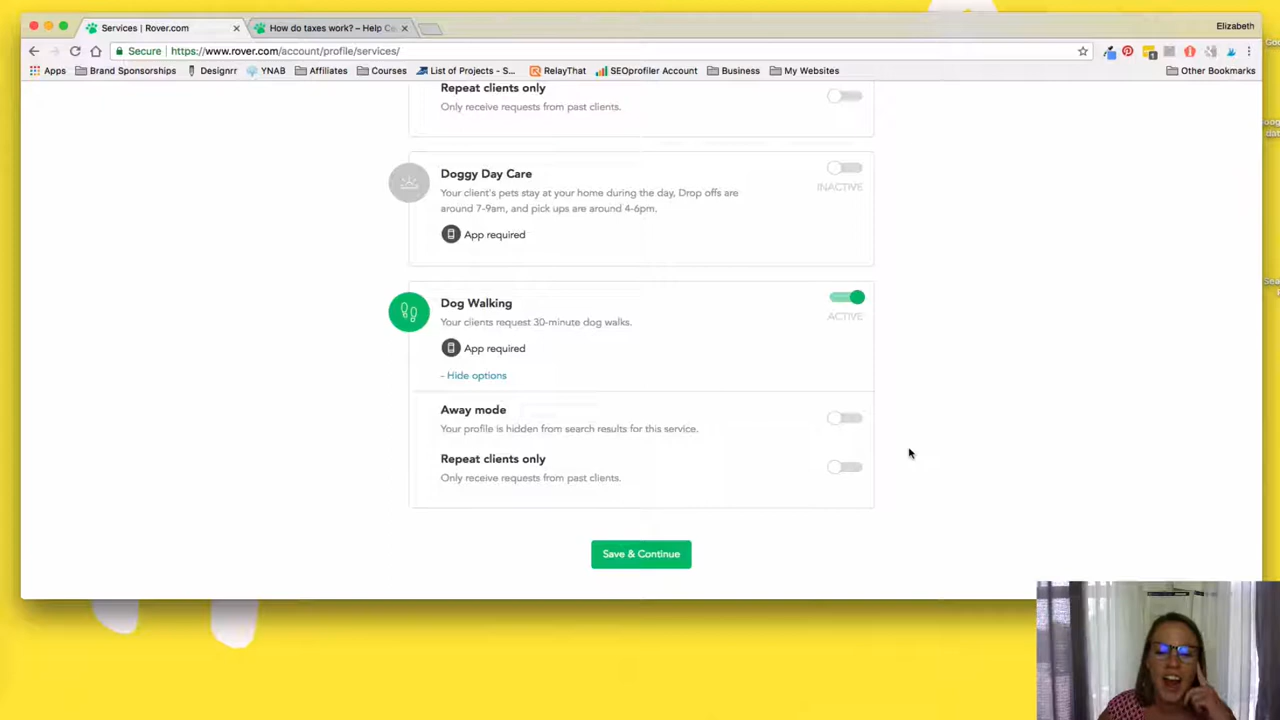 Services | Rover.com
How do taxes work? – Help Ce
Elizabeth
Secure
https://www.rover.com/account/profile/services/
Apps
Brand Sponsorships
Designrr
YNAB
Affiliates
Courses
List of Projects - S...
RelayThat
SEOprofiler Account
Business
My Websites
Other Bookmarks
Repeat clients only
Only receive requests from past clients.
Doggy Day Care
INACTIVE
Your client's pets stay at your home during the day, Drop offs are
around 7-9am, and pick ups are around 4-6pm.
App required
Dog Walking
ACTIVE
Your clients request 30-minute dog walks.
App required
- Hide options
Away mode
Your profile is hidden from search results for this service.
Repeat clients only
Only receive requests from past clients.
Save & Continue